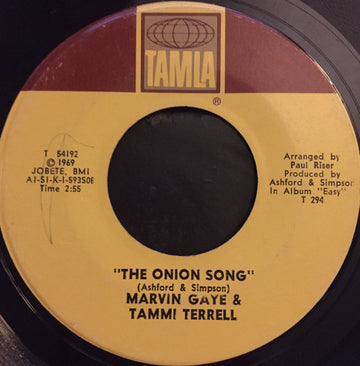 TAMLA
®
T 54192
© 1969
JOBETE, BMI
A1-S1-K-1-593S08
Time 2:55
Arranged by
Paul Riser
Produced by
Ashford & Simpson
In Album "Easy"
T 294
"THE ONION SONG"
(Ashford & Simpson)
MARVIN GAYE &
TAMMI TERRELL